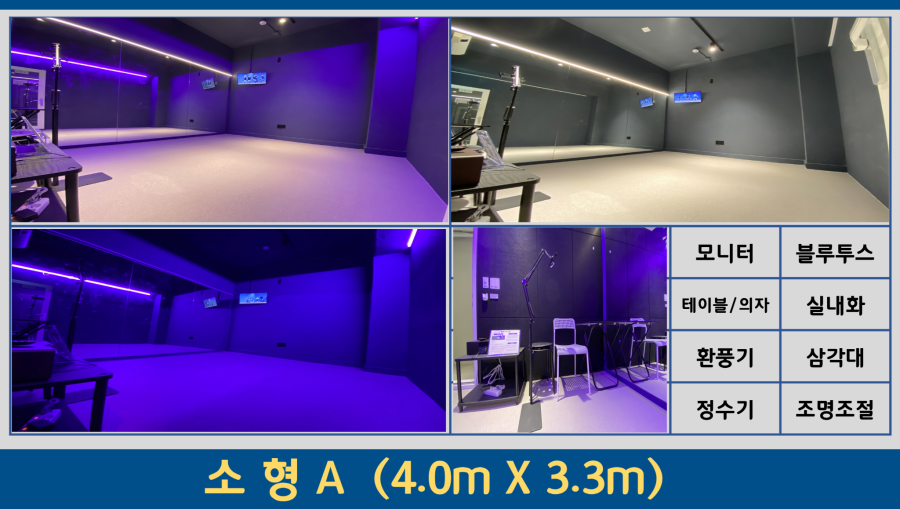 모니터 블루투스
테이블/의자 실내화
환풍기 삼각대
정수기 조명조절
소 형 A (4.0m X 3.3m)